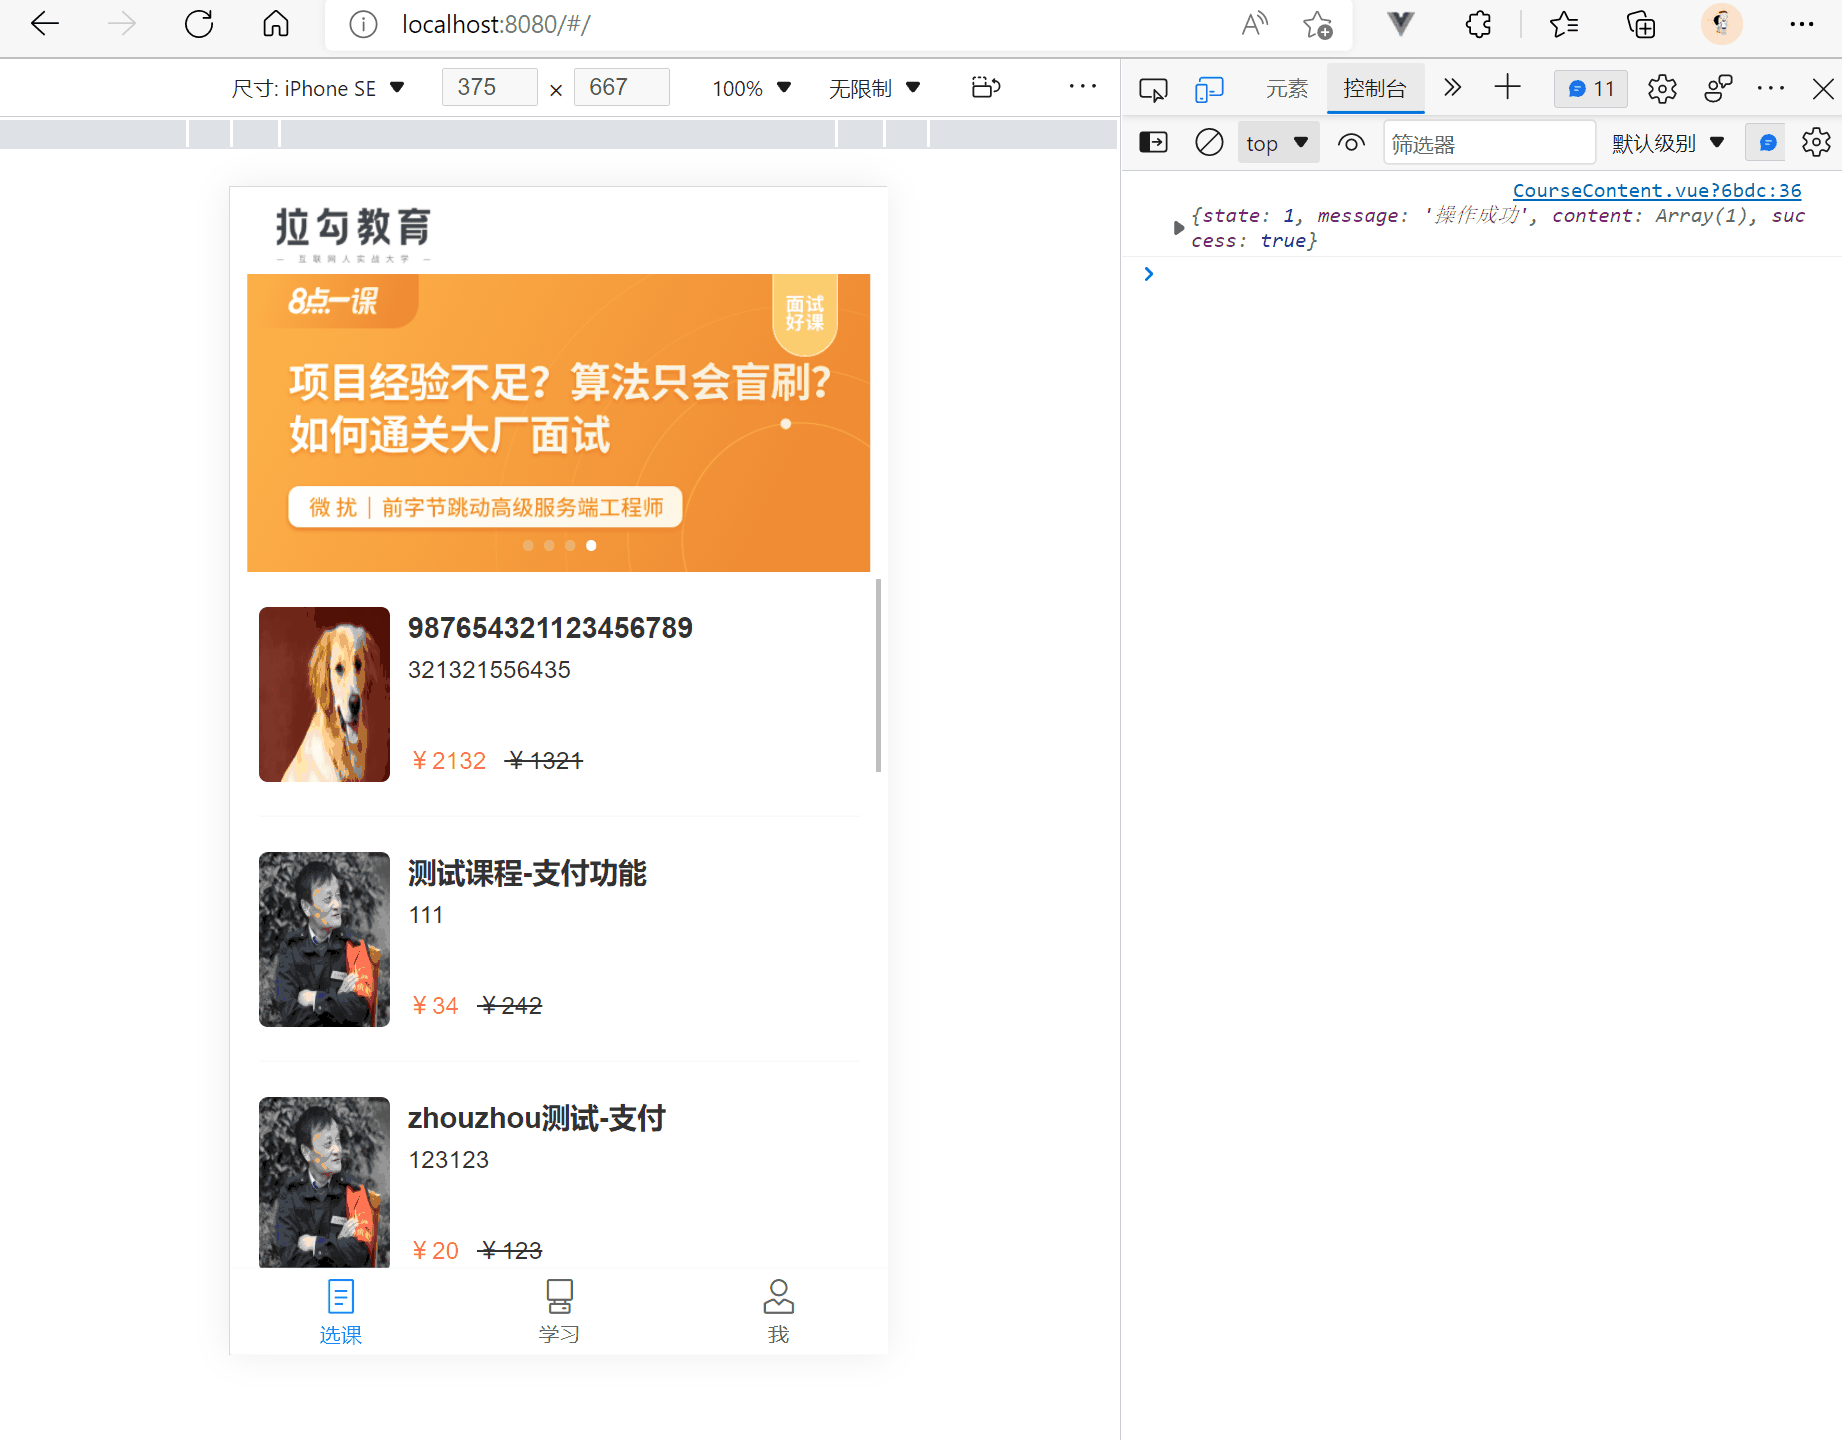 localhost:8080/#/
尺寸: iPhone SE
375 × 667
100%
无限制
元素
控制台
11
top
筛选器
默认级别
CourseContent.vue?6bdc:36
{state: 1, message: '操作成功', content: Array(1), suc
cess: true}
拉勾教育
— 互联网人实战大学 —
8点一课
面试
好课
项目经验不足？算法只会盲刷？
如何通关大厂面试
微扰｜前字节跳动高级服务端工程师
987654321123456789
321321556435
¥ 2132 ¥ 1321
测试课程-支付功能
111
¥ 34 ¥ 242
zhouzhou测试-支付
123123
¥ 20 ¥ 123
选课
学习
我